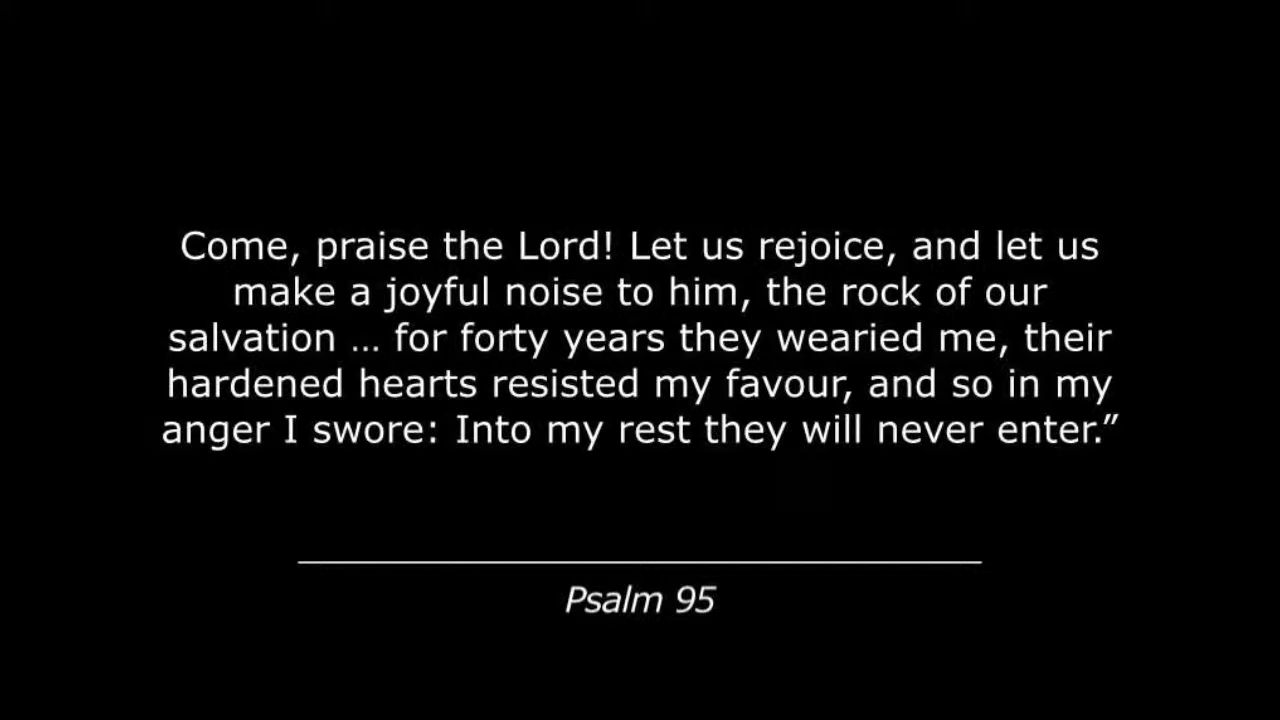 Come, praise the Lord! Let us rejoice, and let us
make a joyful noise to him, the rock of our
salvation … for forty years they wearied me, their
hardened hearts resisted my favour, and so in my
anger I swore: Into my rest they will never enter.”
Psalm 95